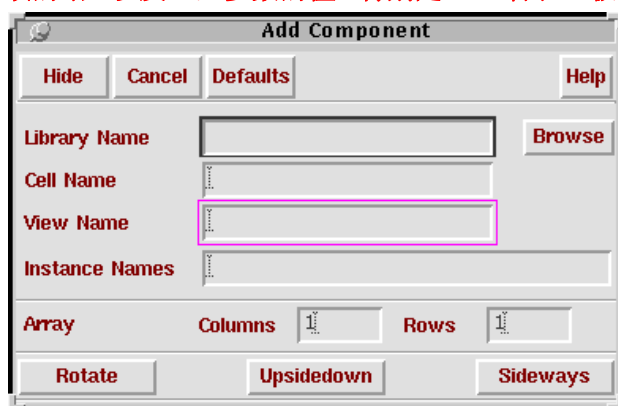 Add Component
Hide Cancel Defaults Help
Library Name Browse
Cell Name
View Name
Instance Names
Array Columns 1 Rows 1
Rotate Upsidedown Sideways